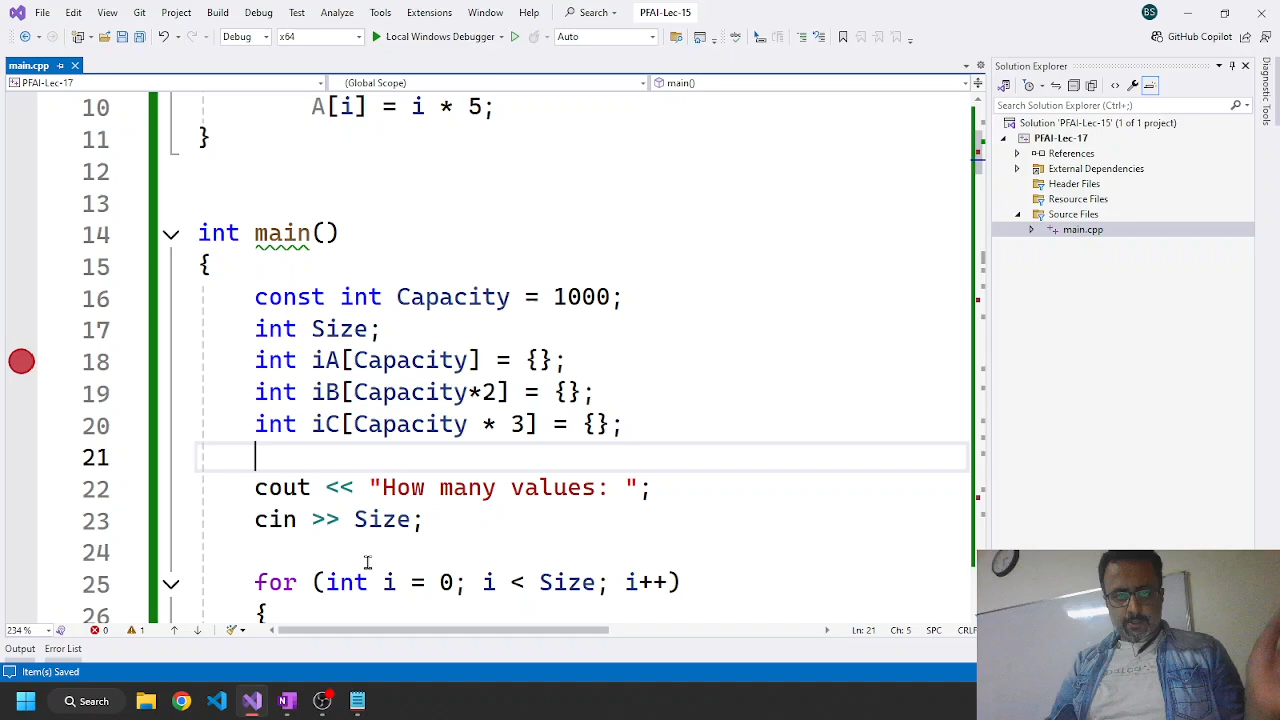 File Edit View Git Project Build Debug Test Analyze Tools Extensions Window Help Search PFAI-Lec-15 BS
Debug x64 Local Windows Debugger Auto GitHub Copilot
main.cpp
PFAI-Lec-17 (Global Scope) main()
10 A[i] = i * 5;
11 }
12
13
14 int main()
15 {
16 const int Capacity = 1000;
17 int Size;
18 int iA[Capacity] = {};
19 int iB[Capacity*2] = {};
20 int iC[Capacity * 3] = {};
21
22 cout << "How many values: ";
23 cin >> Size;
24
25 for (int i = 0; i < Size; i++)
26 {
234 % 0 1 Ln: 21 Ch: 5 SPC CRLF
Output Error List
Item(s) Saved
Search
Solution Explorer
Search Solution Explorer (Ctrl+;)
Solution 'PFAI-Lec-15' (1 of 1 project)
PFAI-Lec-17
References
External Dependencies
Header Files
Resource Files
Source Files
main.cpp
Diagnostic Tools